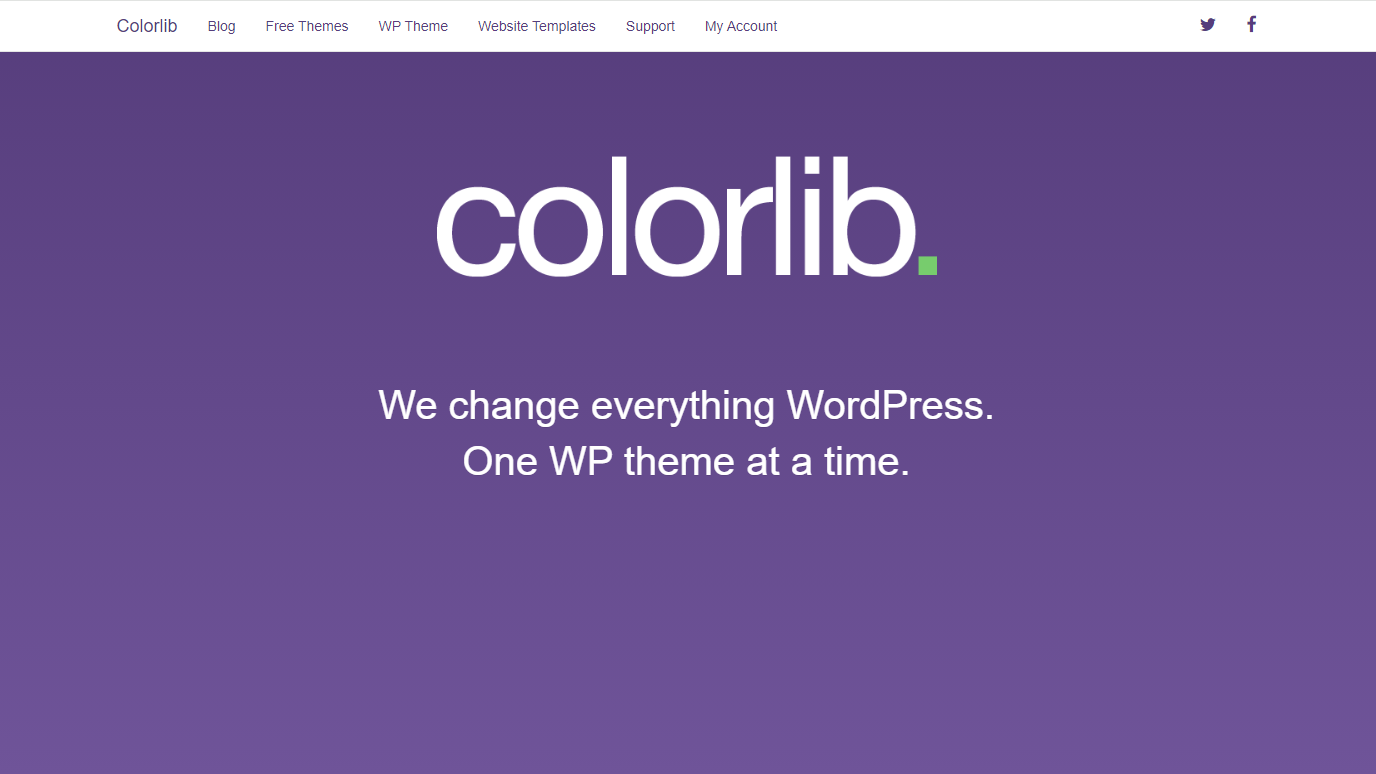 Colorlib Blog Free Themes WP Theme Website Templates Support My Account
colorlib.
We change everything WordPress.
One WP theme at a time.